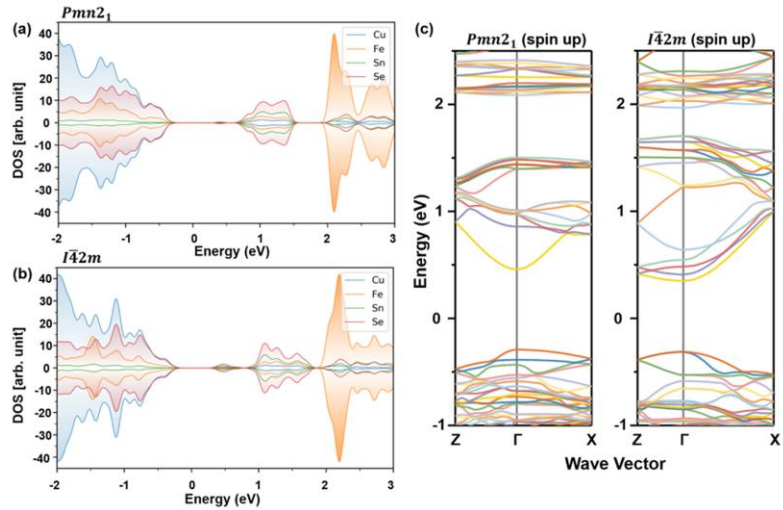 Pmn2₁
(a)
DOS [arb. unit]
40
30
20
10
0
-10
-20
-30
-40
Cu
Fe
Sn
Se
-2
-1
0
1
2
3
Energy (eV)
(b)
I4̅2m
DOS [arb. unit]
40
30
20
10
0
-10
-20
-30
-40
Cu
Fe
Sn
Se
-2
-1
0
1
2
3
Energy (eV)
(c)
Pmn2₁ (spin up)
I4̅2m (spin up)
Energy (eV)
2
1
0
-1
Z
Γ
X
Z
Γ
X
Wave Vector